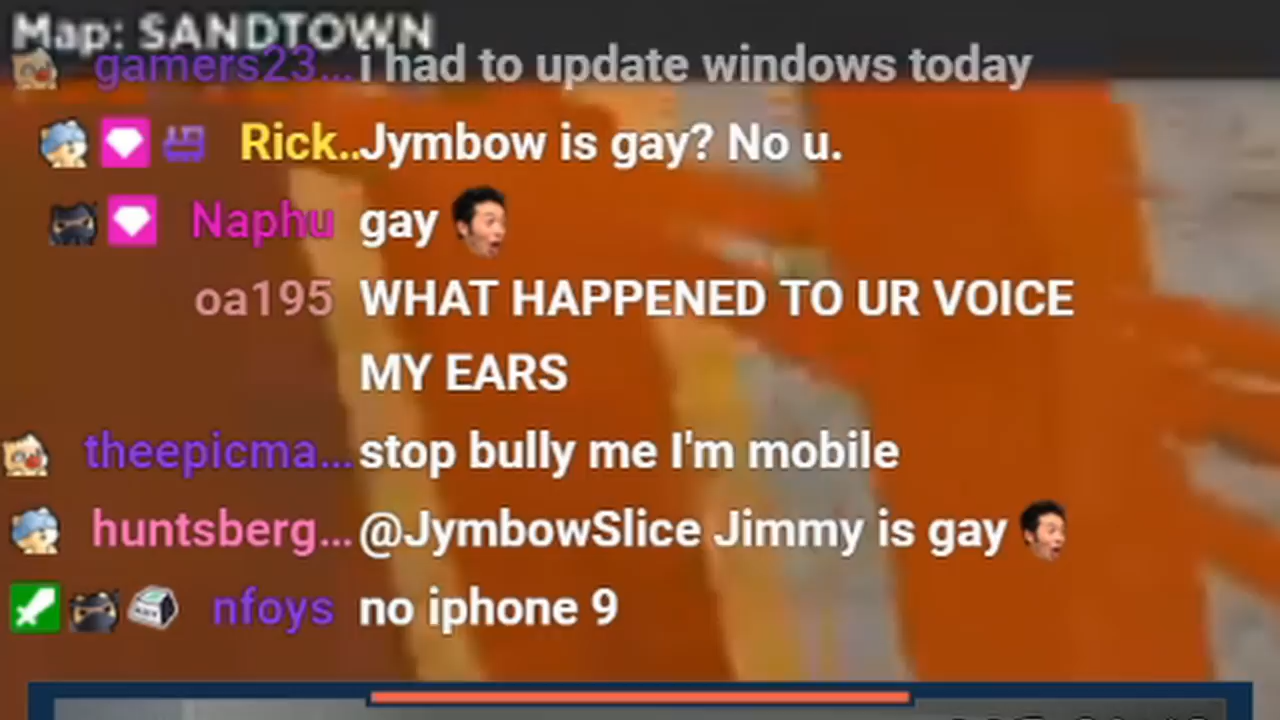 Map: SANDTOWN
gamers23... i had to update windows today
Rick.. Jymbow is gay? No u.
Naphu gay
oa195 WHAT HAPPENED TO UR VOICE
MY EARS
theepicma... stop bully me I'm mobile
huntsberg... @JymbowSlice Jimmy is gay
nfoys no iphone 9